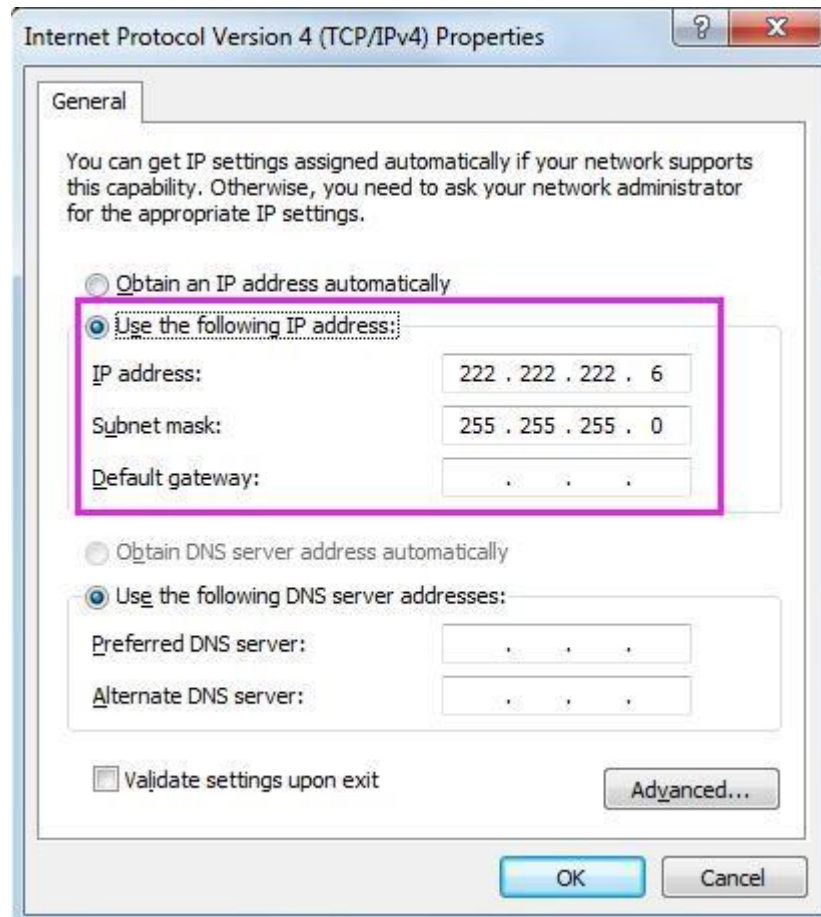 Internet Protocol Version 4 (TCP/IPv4) Properties
General
You can get IP settings assigned automatically if your network supports
this capability. Otherwise, you need to ask your network administrator
for the appropriate IP settings.
Obtain an IP address automatically
Use the following IP address:
IP address: 222 . 222 . 222 . 6
Subnet mask: 255 . 255 . 255 . 0
Default gateway: . . .
Obtain DNS server address automatically
Use the following DNS server addresses:
Preferred DNS server: . . .
Alternate DNS server: . . .
Validate settings upon exit
Advanced...
OK Cancel